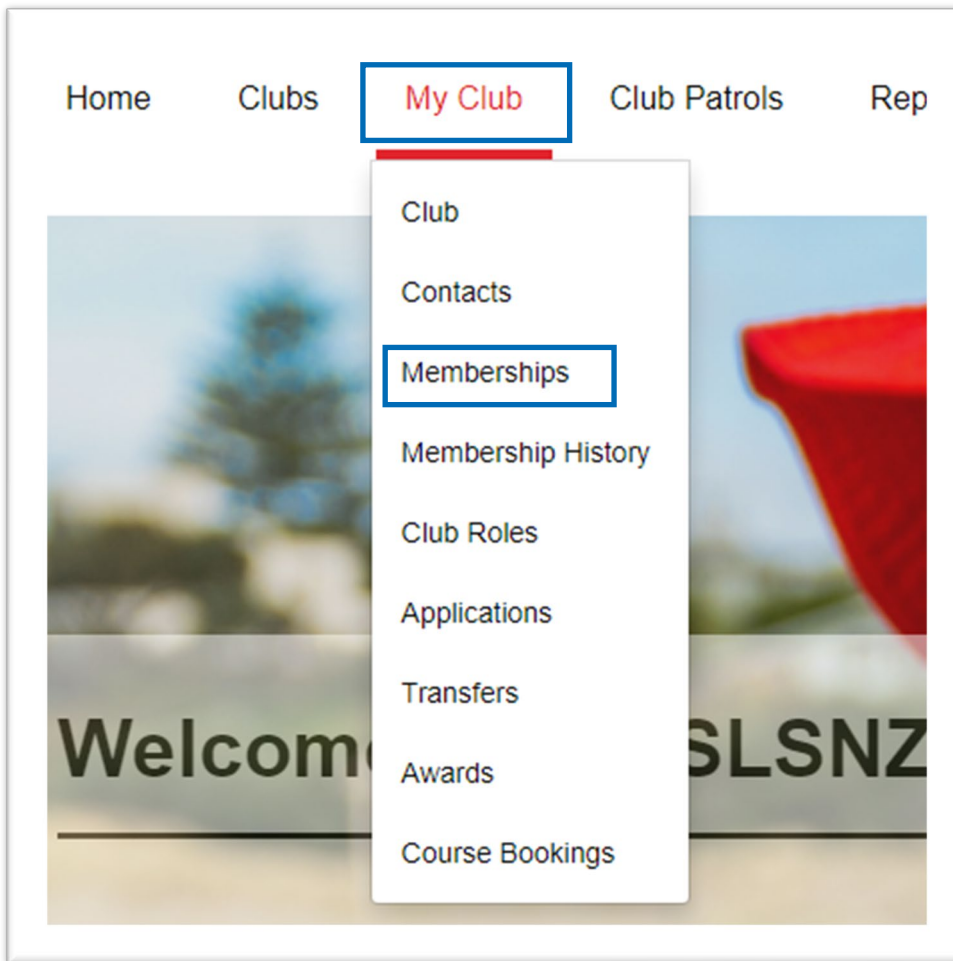 Home Clubs My Club Club Patrols Rep
Club
Contacts
Memberships
Membership History
Club Roles
Applications
Transfers
Awards
Course Bookings
Welcom SLSNZ